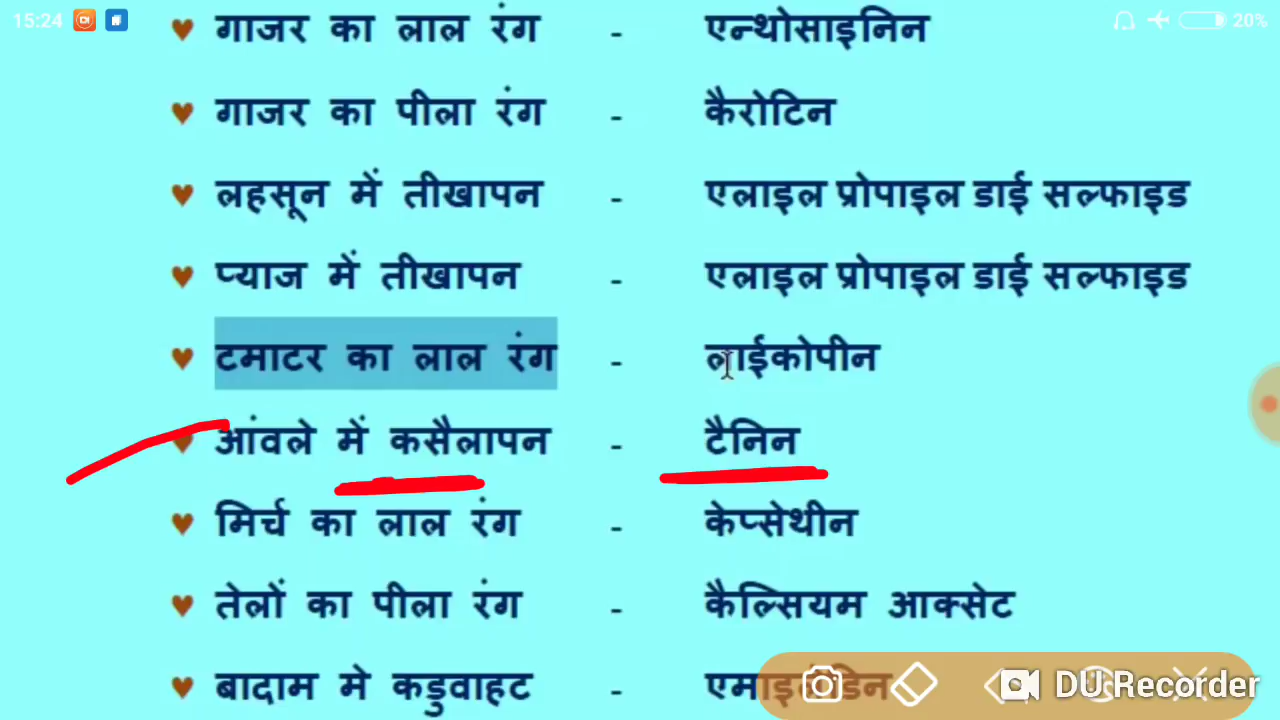 15:24 20%
♥ गाजर का लाल रंग - एन्थोसाइनिन
♥ गाजर का पीला रंग - कैरोटिन
♥ लहसून में तीखापन - एलाइल प्रोपाइल डाई सल्फाइड
♥ प्याज में तीखापन - एलाइल प्रोपाइल डाई सल्फाइड
♥ टमाटर का लाल रंग - लाईकोपीन
♥ आंवले में कसैलापन - टैनिन
♥ मिर्च का लाल रंग - केप्सेथीन
♥ तेलों का पीला रंग - कैल्सियम आक्सेट
♥ बादाम मे कडुवाहट - एमाइलोडिन
DU Recorder